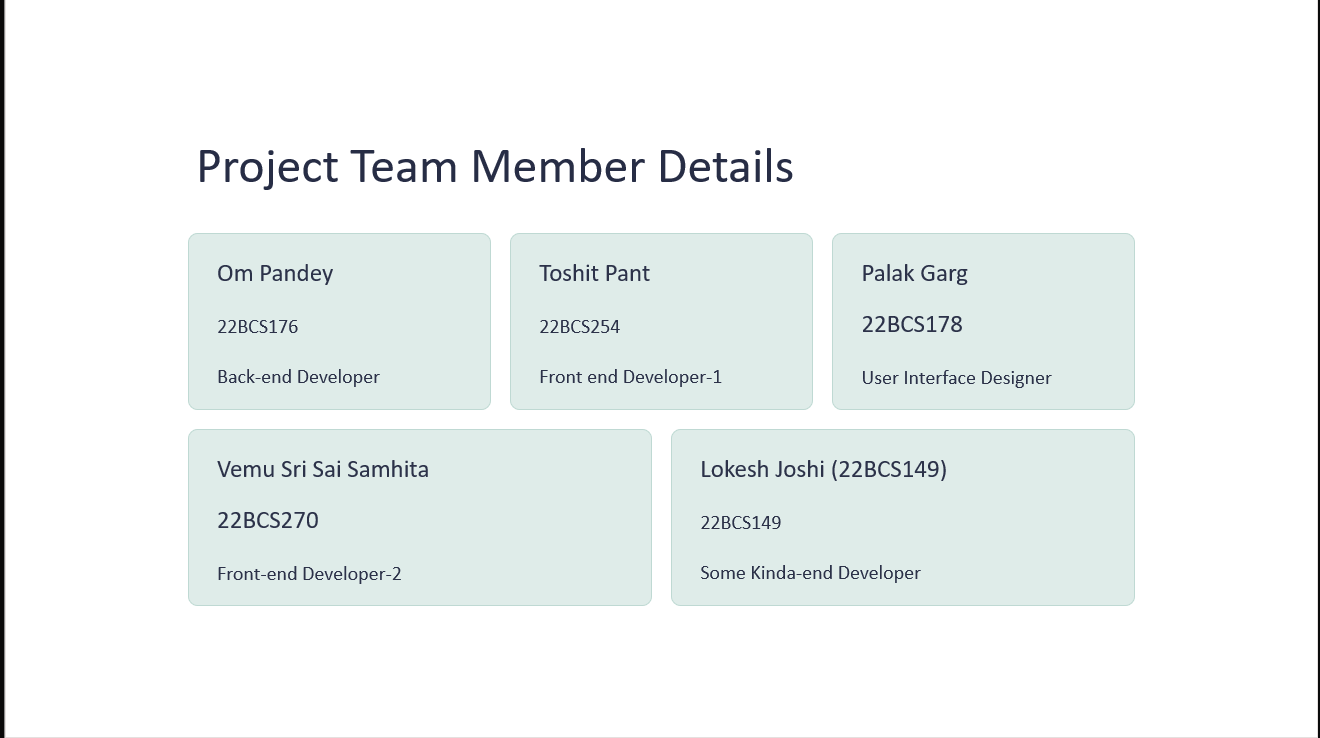 Project Team Member Details
Om Pandey
22BCS176
Back-end Developer
Toshit Pant
22BCS254
Front end Developer-1
Palak Garg
22BCS178
User Interface Designer
Vemu Sri Sai Samhita
22BCS270
Front-end Developer-2
Lokesh Joshi (22BCS149)
22BCS149
Some Kinda-end Developer